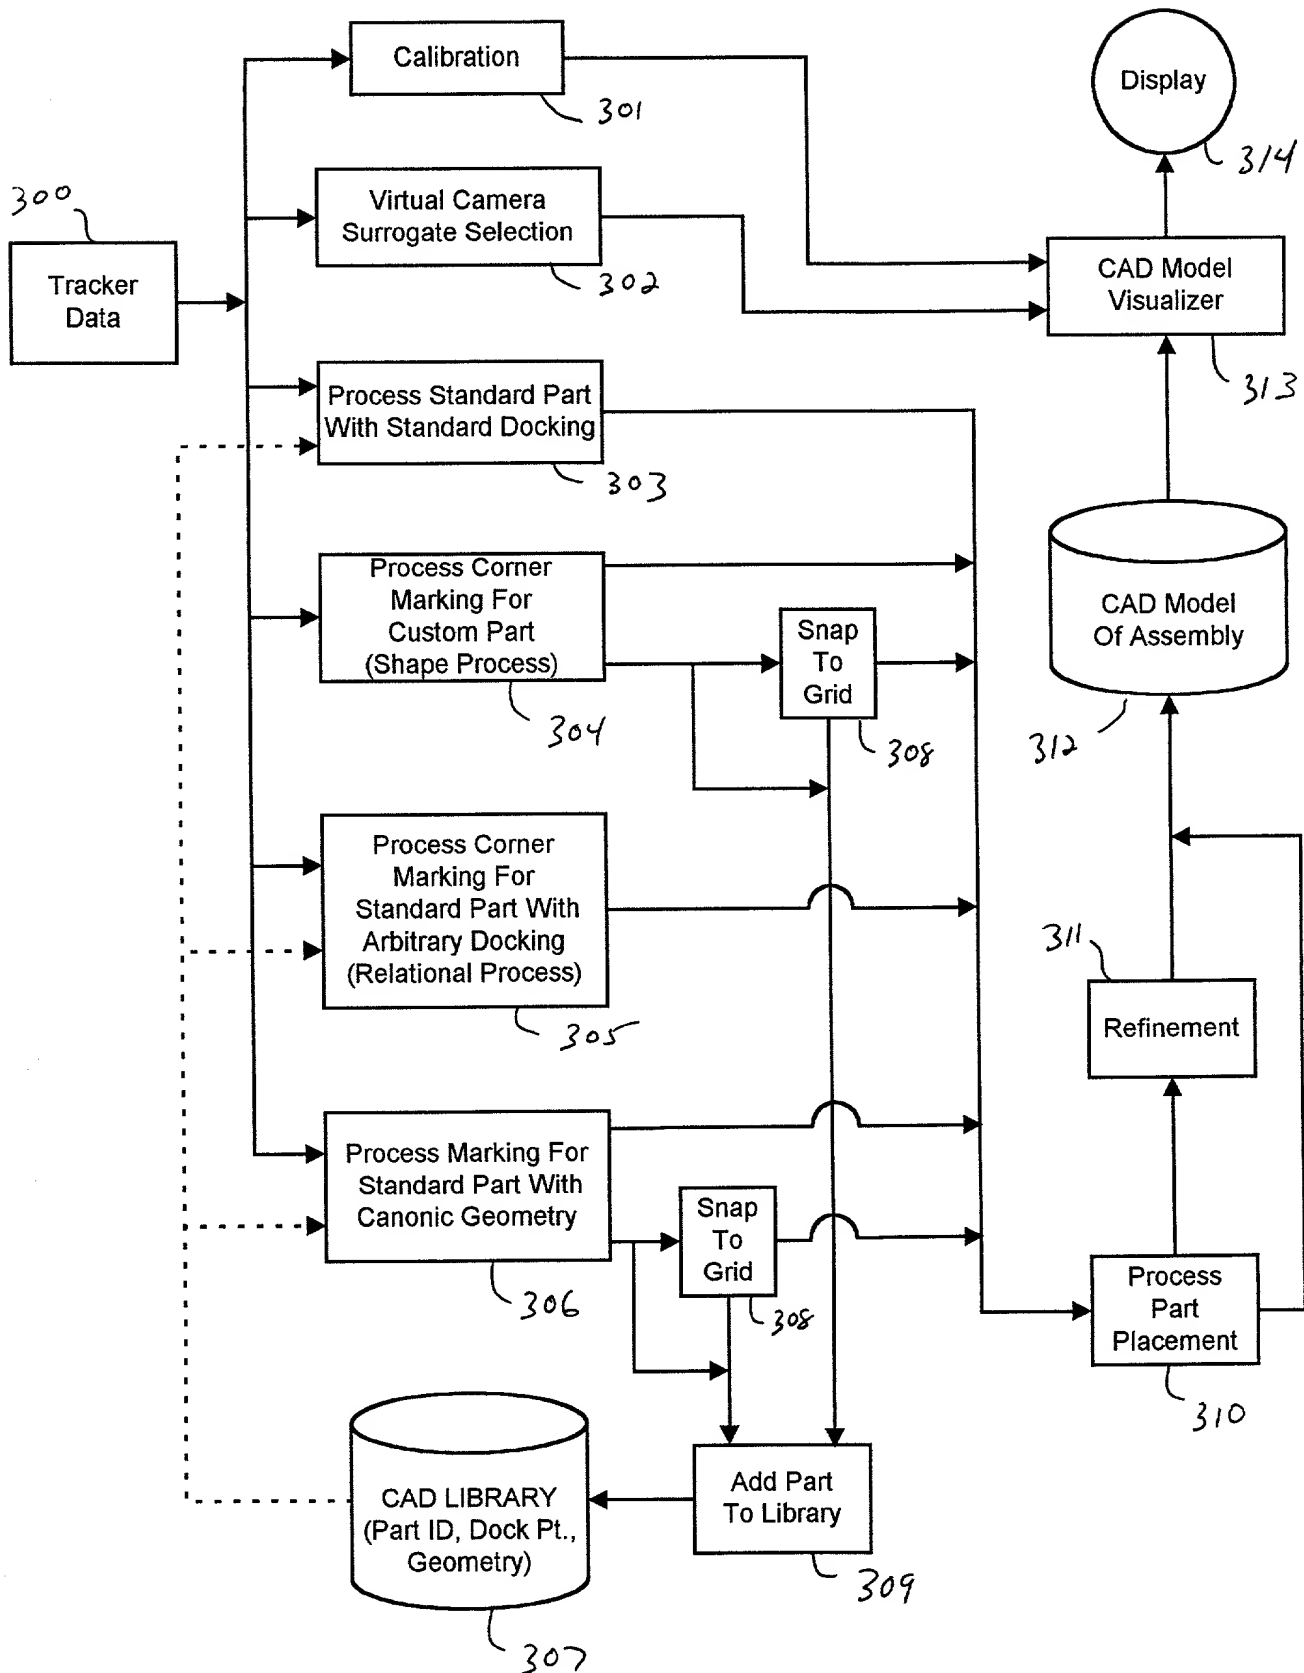 Calibration
301
Display
314
300
Virtual Camera
Surrogate Selection
302
Tracker
Data
CAD Model
Visualizer
313
Process Standard Part
With Standard Docking
303
Process Corner
Marking For
Custom Part
(Shape Process)
304
Snap
To
Grid
308
CAD Model
Of Assembly
312
Process Corner
Marking For
Standard Part With
Arbitrary Docking
(Relational Process)
305
311
Refinement
Process Marking For
Standard Part With
Canonic Geometry
306
Snap
To
Grid
308
Process
Part
Placement
310
CAD LIBRARY
(Part ID, Dock Pt.,
Geometry)
307
Add Part
To Library
309